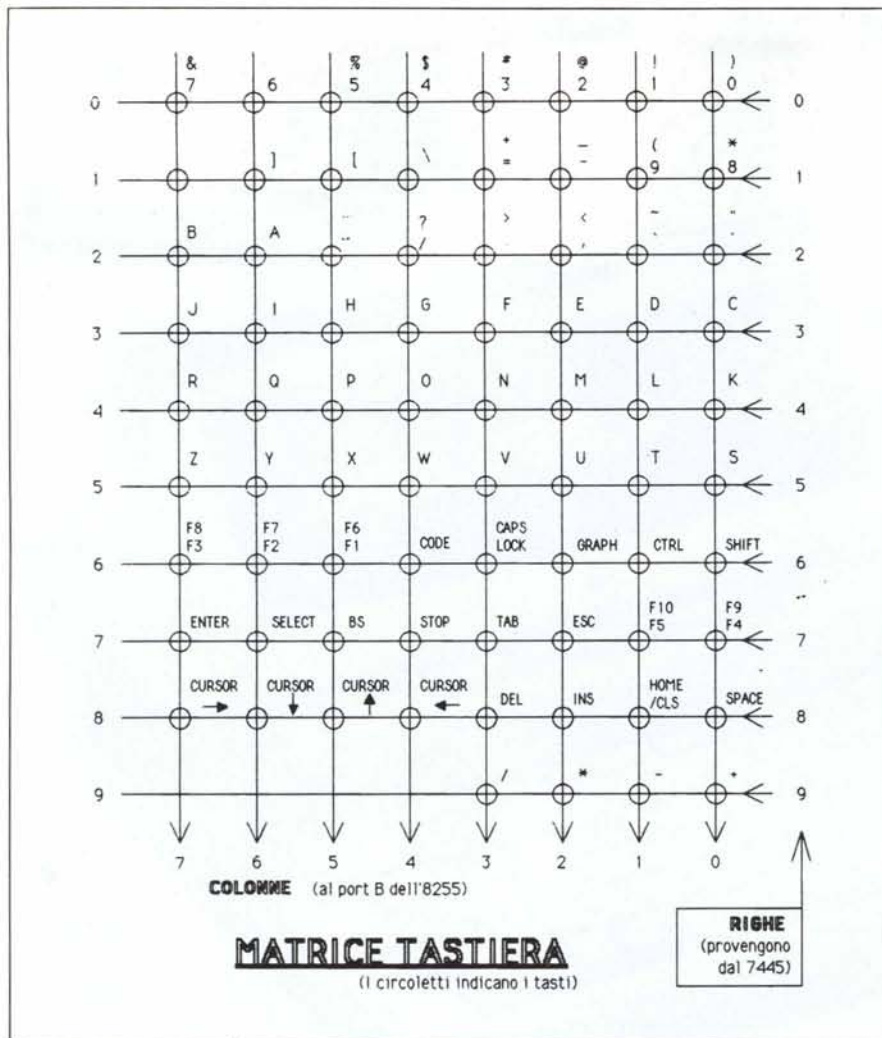 & % $ # @ ! )
7 6 5 4 3 2 1 0
0 0
] [ \ + = _ - ( 9 * 8
1 1
B A ? / > < , ~ "
2 2
J I H G F E D C
3 3
R Q P O N M L K
4 4
Z Y X W V U T S
5 5
F8 F7 F6 CAPS
F3 F2 F1 CODE LOCK GRAPH CTRL SHIFT
6 6
F10 F9
ENTER SELECT BS STOP TAB ESC F5 F4
7 7
CURSOR CURSOR CURSOR CURSOR HOME
→ ↓ ↑ ← DEL INS /CLS SPACE
8 8
/ * - +
9 9
7 6 5 4 3 2 1 0
COLONNE (al port B dell'8255)
RIGHE
(provengono
dal 7445)
MATRICE TASTIERA
(I circoletti indicano i tasti)